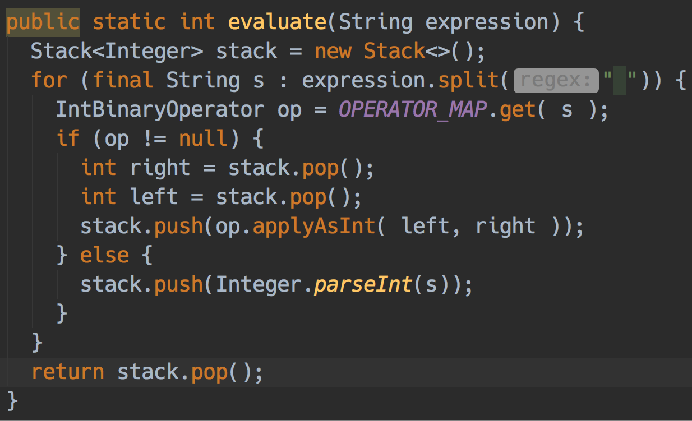 public static int evaluate(String expression) {
  Stack<Integer> stack = new Stack<>();
  for (final String s : expression.split( regex: " ")) {
    IntBinaryOperator op = OPERATOR_MAP.get( s );
    if (op != null) {
      int right = stack.pop();
      int left = stack.pop();
      stack.push(op.applyAsInt( left, right ));
    } else {
      stack.push(Integer.parseInt(s));
    }
  }
  return stack.pop();
}